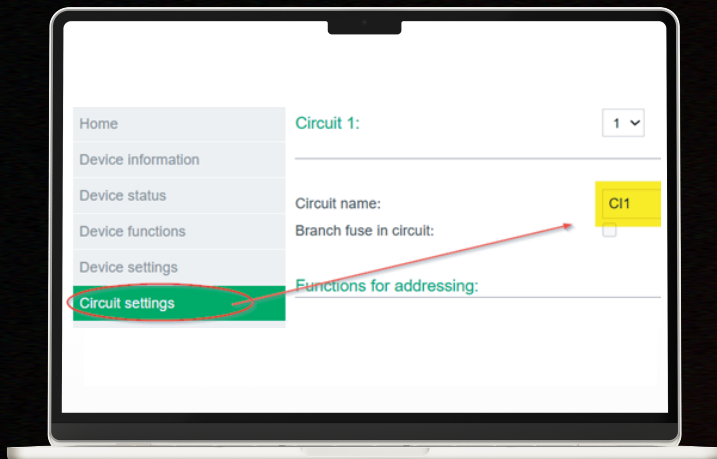 Home
Device information
Device status
Device functions
Device settings
Circuit settings
Circuit 1:
1
Circuit name:
CI1
Branch fuse in circuit:
Functions for addressing: